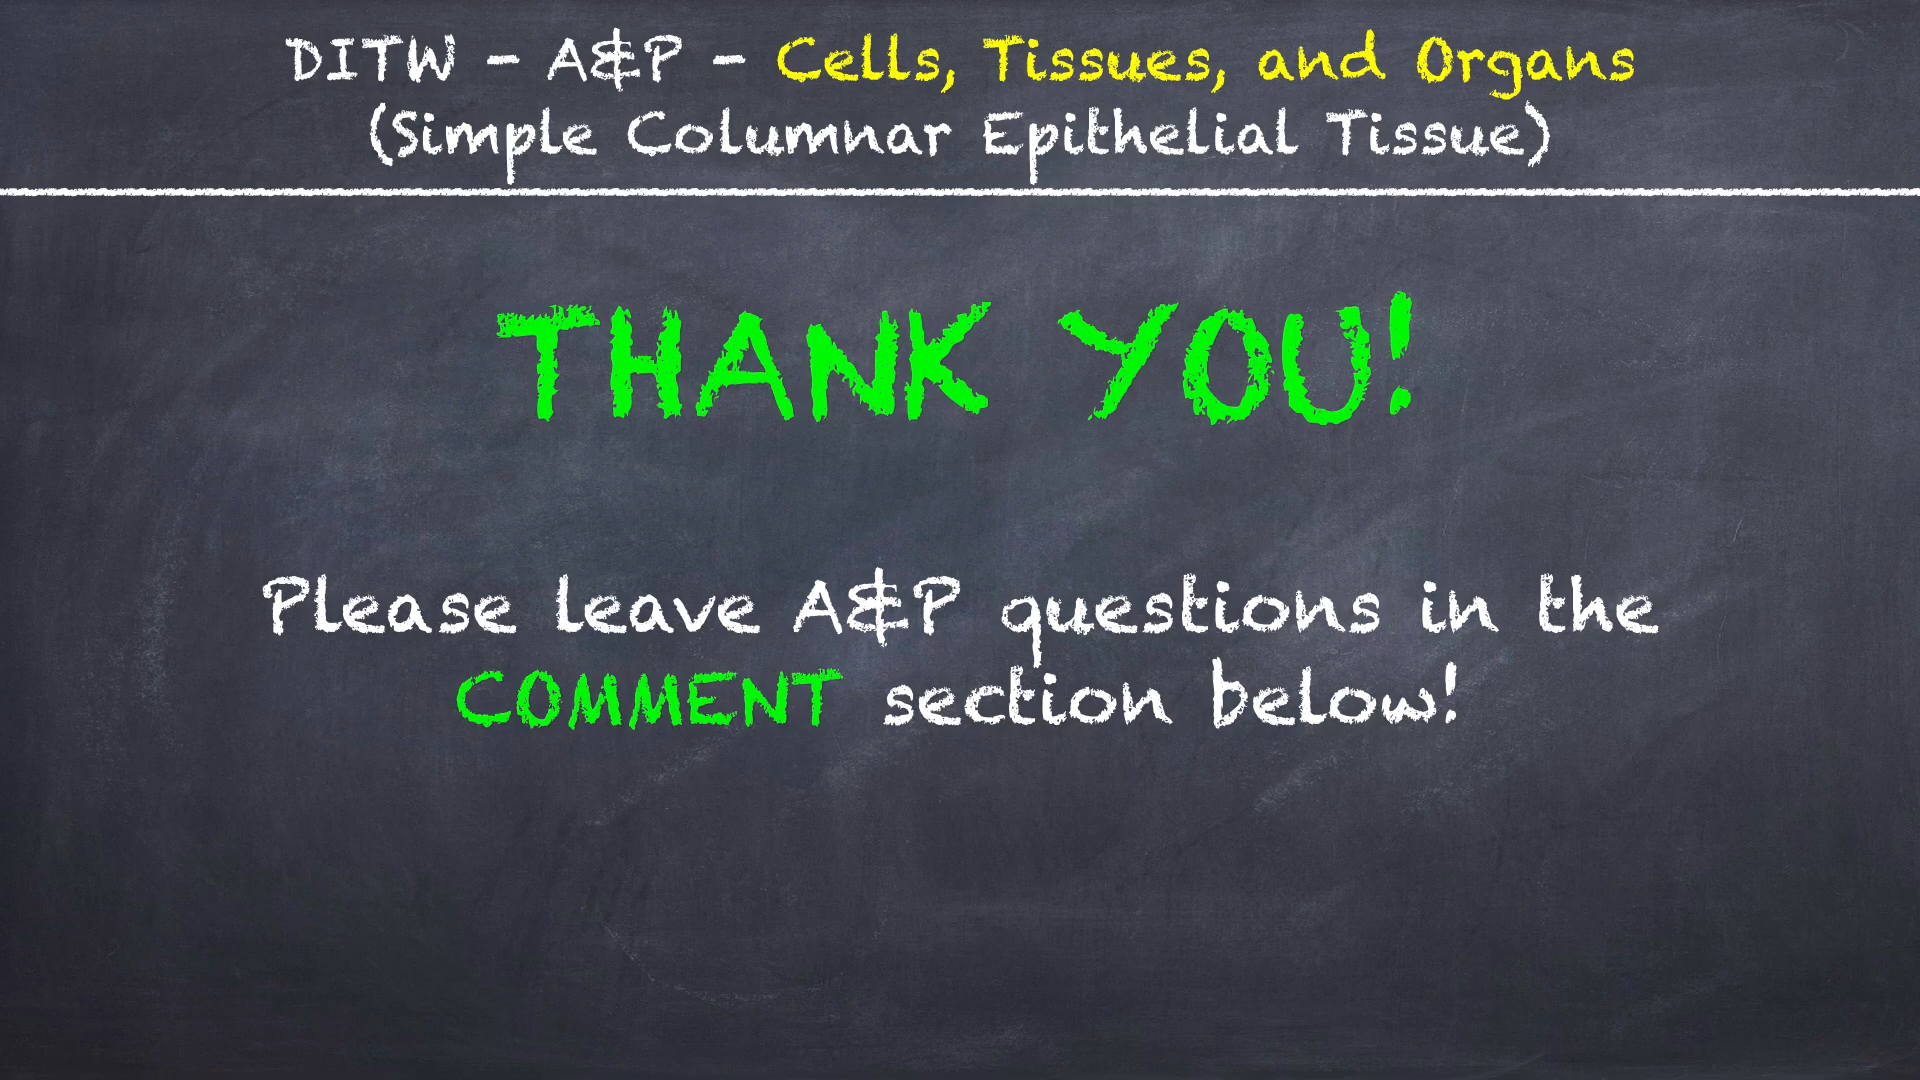 DITW - A&P - Cells, Tissues, and Organs
(Simple Columnar Epithelial Tissue)
THANK YOU!
Please leave A&P questions in the
COMMENT section below!